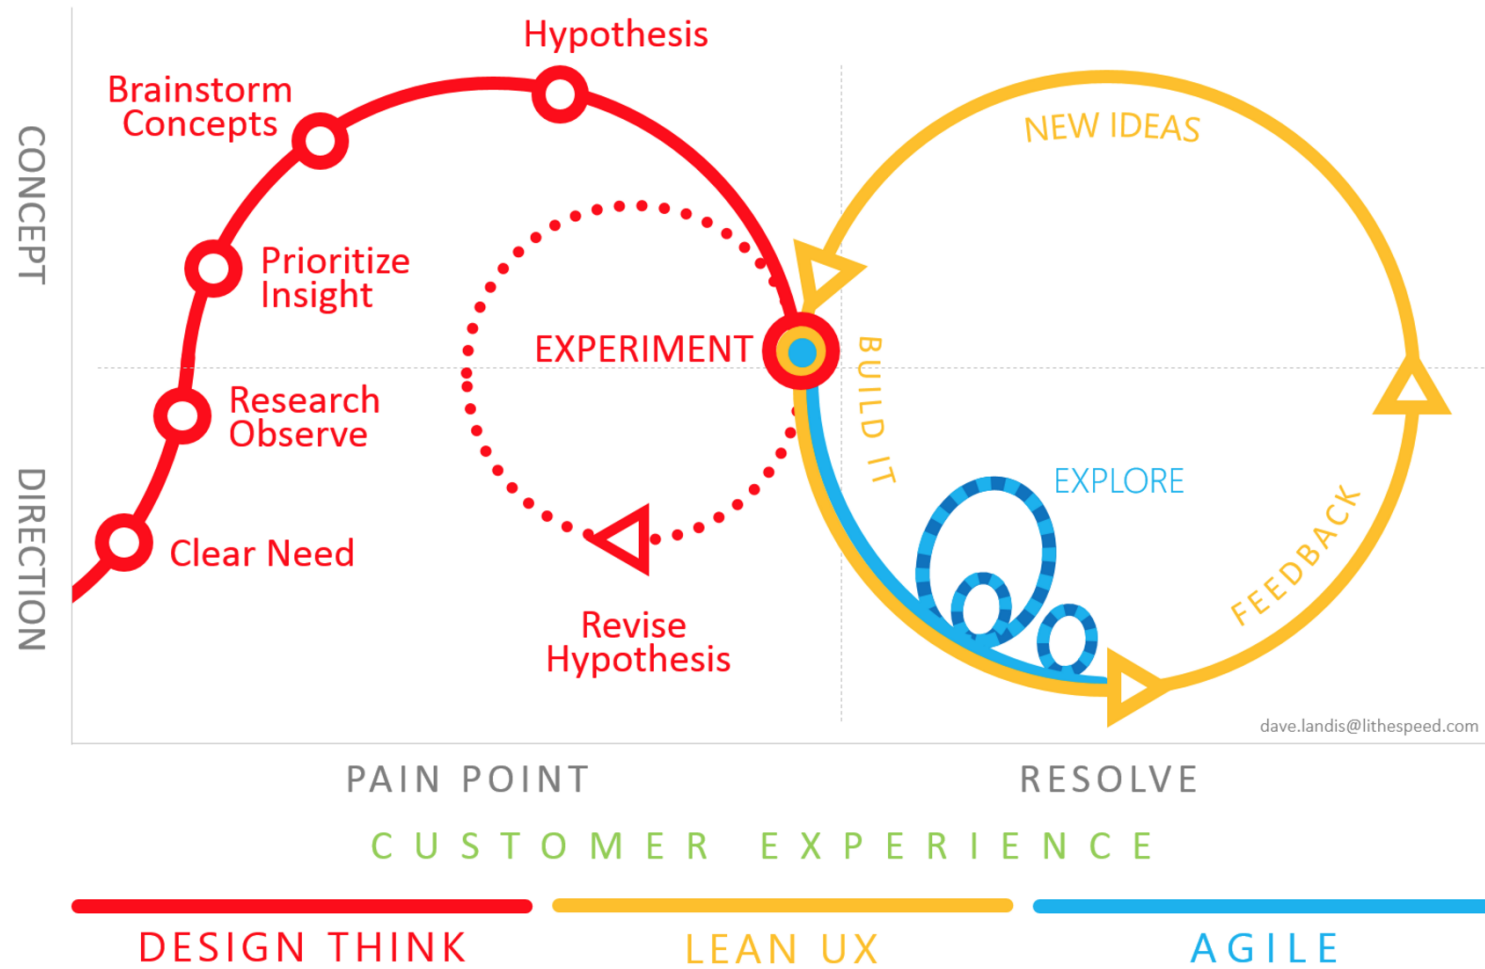 Hypothesis
Brainstorm
Concepts
NEW IDEAS
CONCEPT
Prioritize
Insight
EXPERIMENT
BUILD IT
Research
Observe
EXPLORE
DIRECTION
FEEDBACK
Clear Need
Revise
Hypothesis
dave.landis@lithespeed.com
PAIN POINT
RESOLVE
CUSTOMER EXPERIENCE
DESIGN THINK
LEAN UX
AGILE